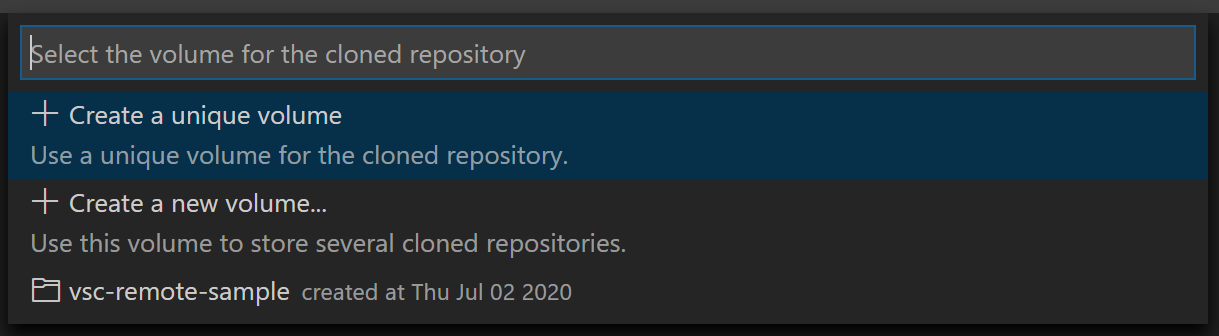 Select the volume for the cloned repository
Create a unique volume
Use a unique volume for the cloned repository.
Create a new volume...
Use this volume to store several cloned repositories.
vsc-remote-sample created at Thu Jul 02 2020